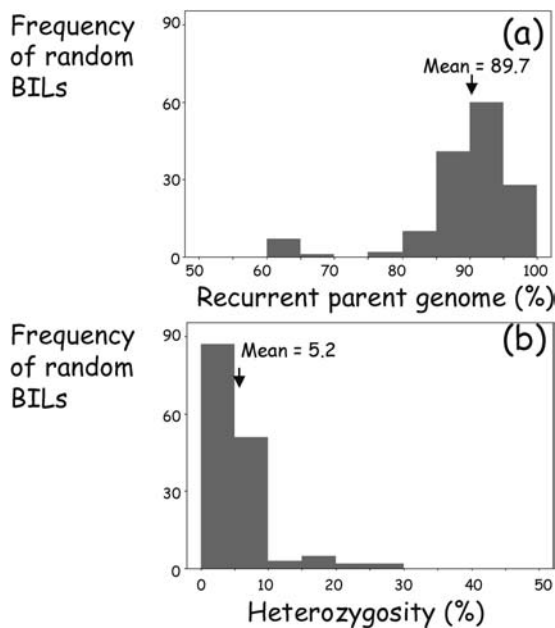 Frequency
of random
BILs
(a)
Mean = 89.7
90
60
30
0
50 60 70 80 90 100
Recurrent parent genome (%)
Frequency
of random
BILs
(b)
Mean = 5.2
90
60
30
0
0 10 20 30 40 50
Heterozygosity (%)